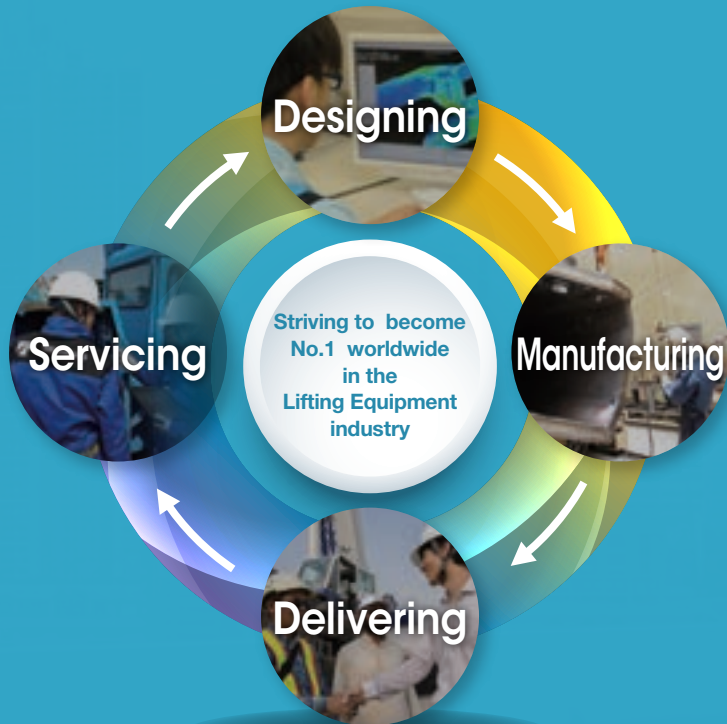 Designing
Manufacturing
Delivering
Servicing
Striving to become
No.1 worldwide
in the
Lifting Equipment
industry